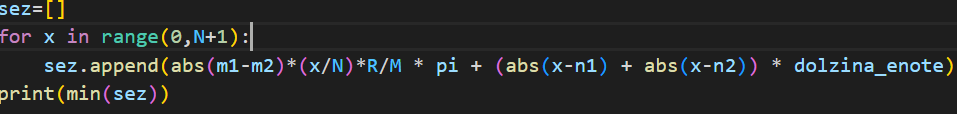 sez=[]
for x in range(0,N+1):
    sez.append(abs(m1-m2)*(x/N)*R/M * pi + (abs(x-n1) + abs(x-n2)) * dolzina_enote)
print(min(sez))